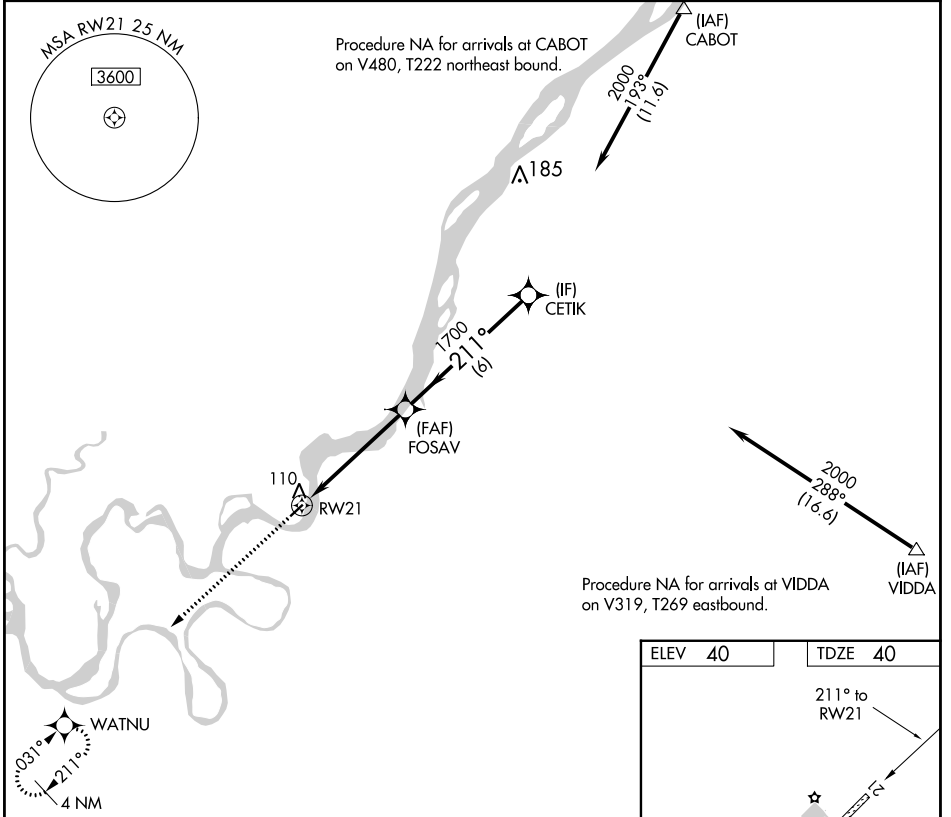 MSA RW21 25 NM
3600
Procedure NA for arrivals at CABOT
on V480, T222 northeast bound.
(IAF)
CABOT
2000
193°
(11.6)
185
(IF)
CETIK
1700
211°
(6)
(FAF)
FOSAV
110
RW21
2000
288°
(16.6)
(IAF)
VIDDA
Procedure NA for arrivals at VIDDA
on V319, T269 eastbound.
WATNU
031°
211°
4 NM
ELEV 40
TDZE 40
211° to
RW21
21